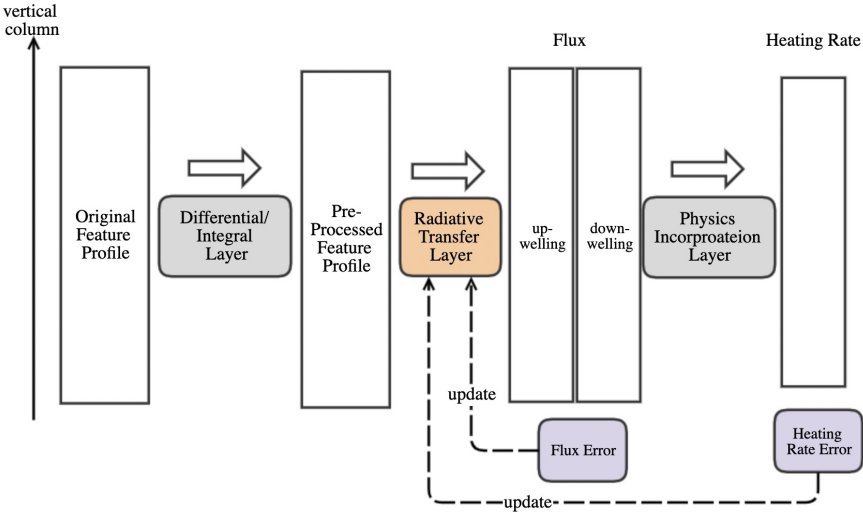 vertical
column
Flux
Heating Rate
Original
Feature
Profile
Differential/
Integral
Layer
Pre-
Processed
Feature
Profile
Radiative
Transfer
Layer
up-
welling
down-
welling
Physics
Incorproateion
Layer
update
Flux Error
Heating
Rate Error
update